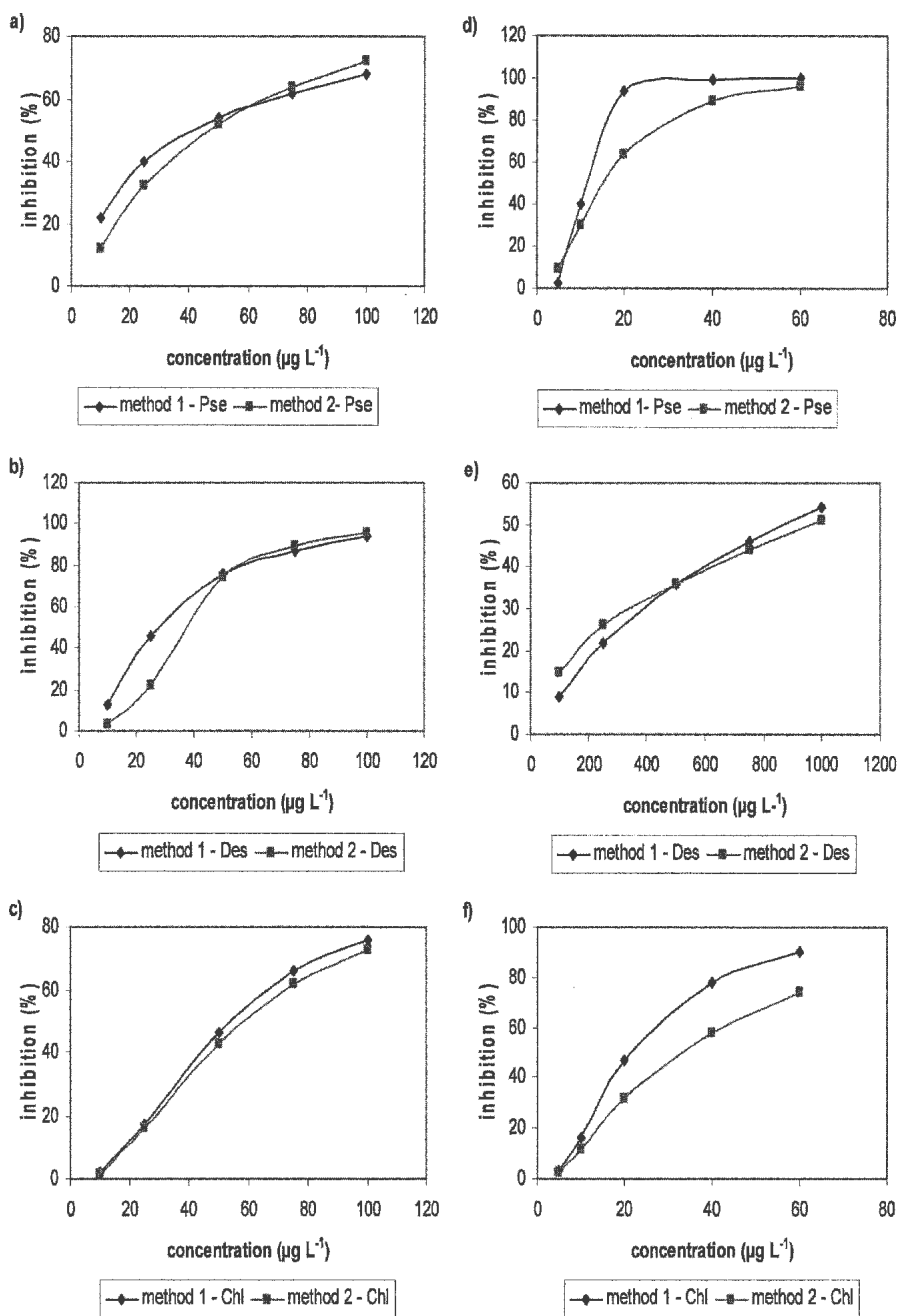 a)
80
60
40
20
0
inhibition (%)
0 20 40 60 80 100 120
concentration (µg L⁻¹)
method 1 - Pse method 2- Pse
b)
120
100
80
60
40
20
0
inhibition (%)
0 20 40 60 80 100 120
concentration (µg L⁻¹)
method 1 - Des method 2 - Des
c)
80
60
40
20
0
inhibition (%)
0 20 40 60 80 100 120
concentration (µg L⁻¹)
method 1 - Chl method 2 - Chl
d)
120
100
80
60
40
20
0
inhibition (%)
0 20 40 60 80
concentration (µg L⁻¹)
method 1- Pse method 2 - Pse
e)
60
50
40
30
20
10
0
inhibition (%)
0 200 400 600 800 1000 1200
concentration (µg L-¹)
method 1 - Des method 2 - Des
f)
100
80
60
40
20
0
inhibition (%)
0 20 40 60 80
concentration (µg L⁻¹)
method 1 - Chl method 2 - Chl